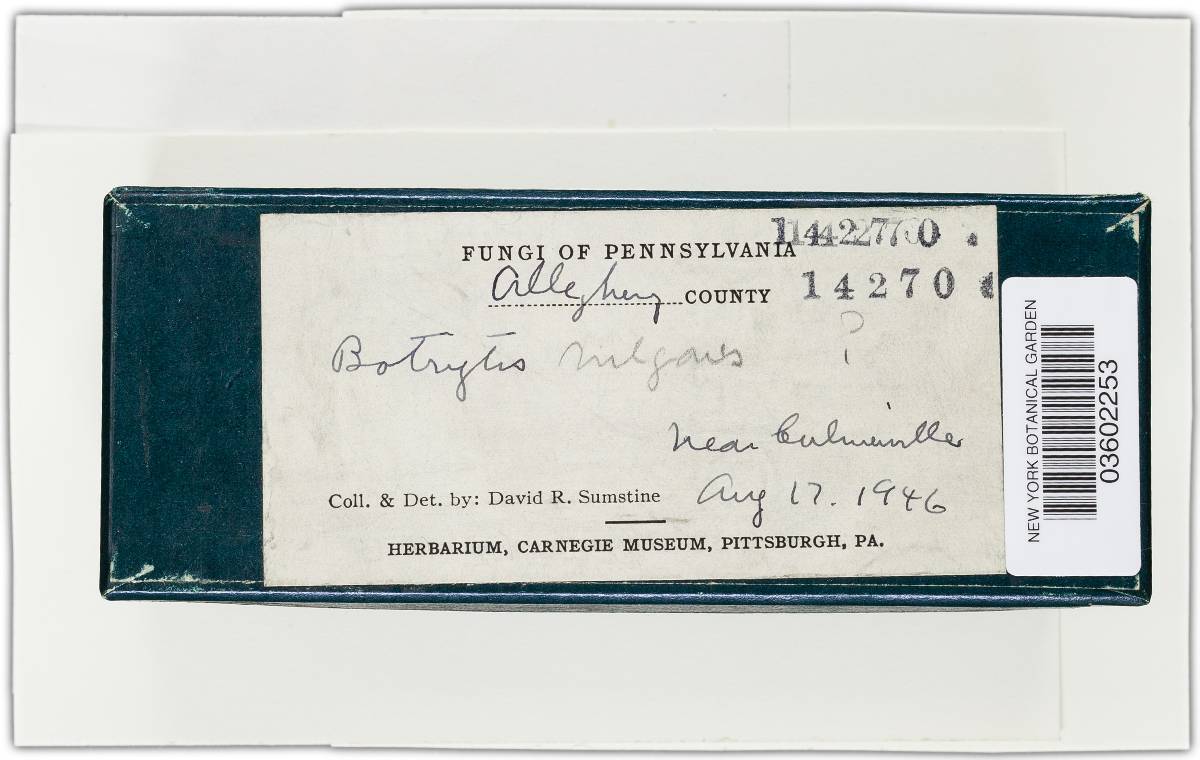 FUNGI OF PENNSYLVANIA
Allegheny COUNTY
14270
Botrytis vulgaris ?
Near Culmerville
Coll. & Det. by: David R. Sumstine Aug 17. 1946
HERBARIUM, CARNEGIE MUSEUM, PITTSBURGH, PA.
NEW YORK BOTANICAL GARDEN
03602253